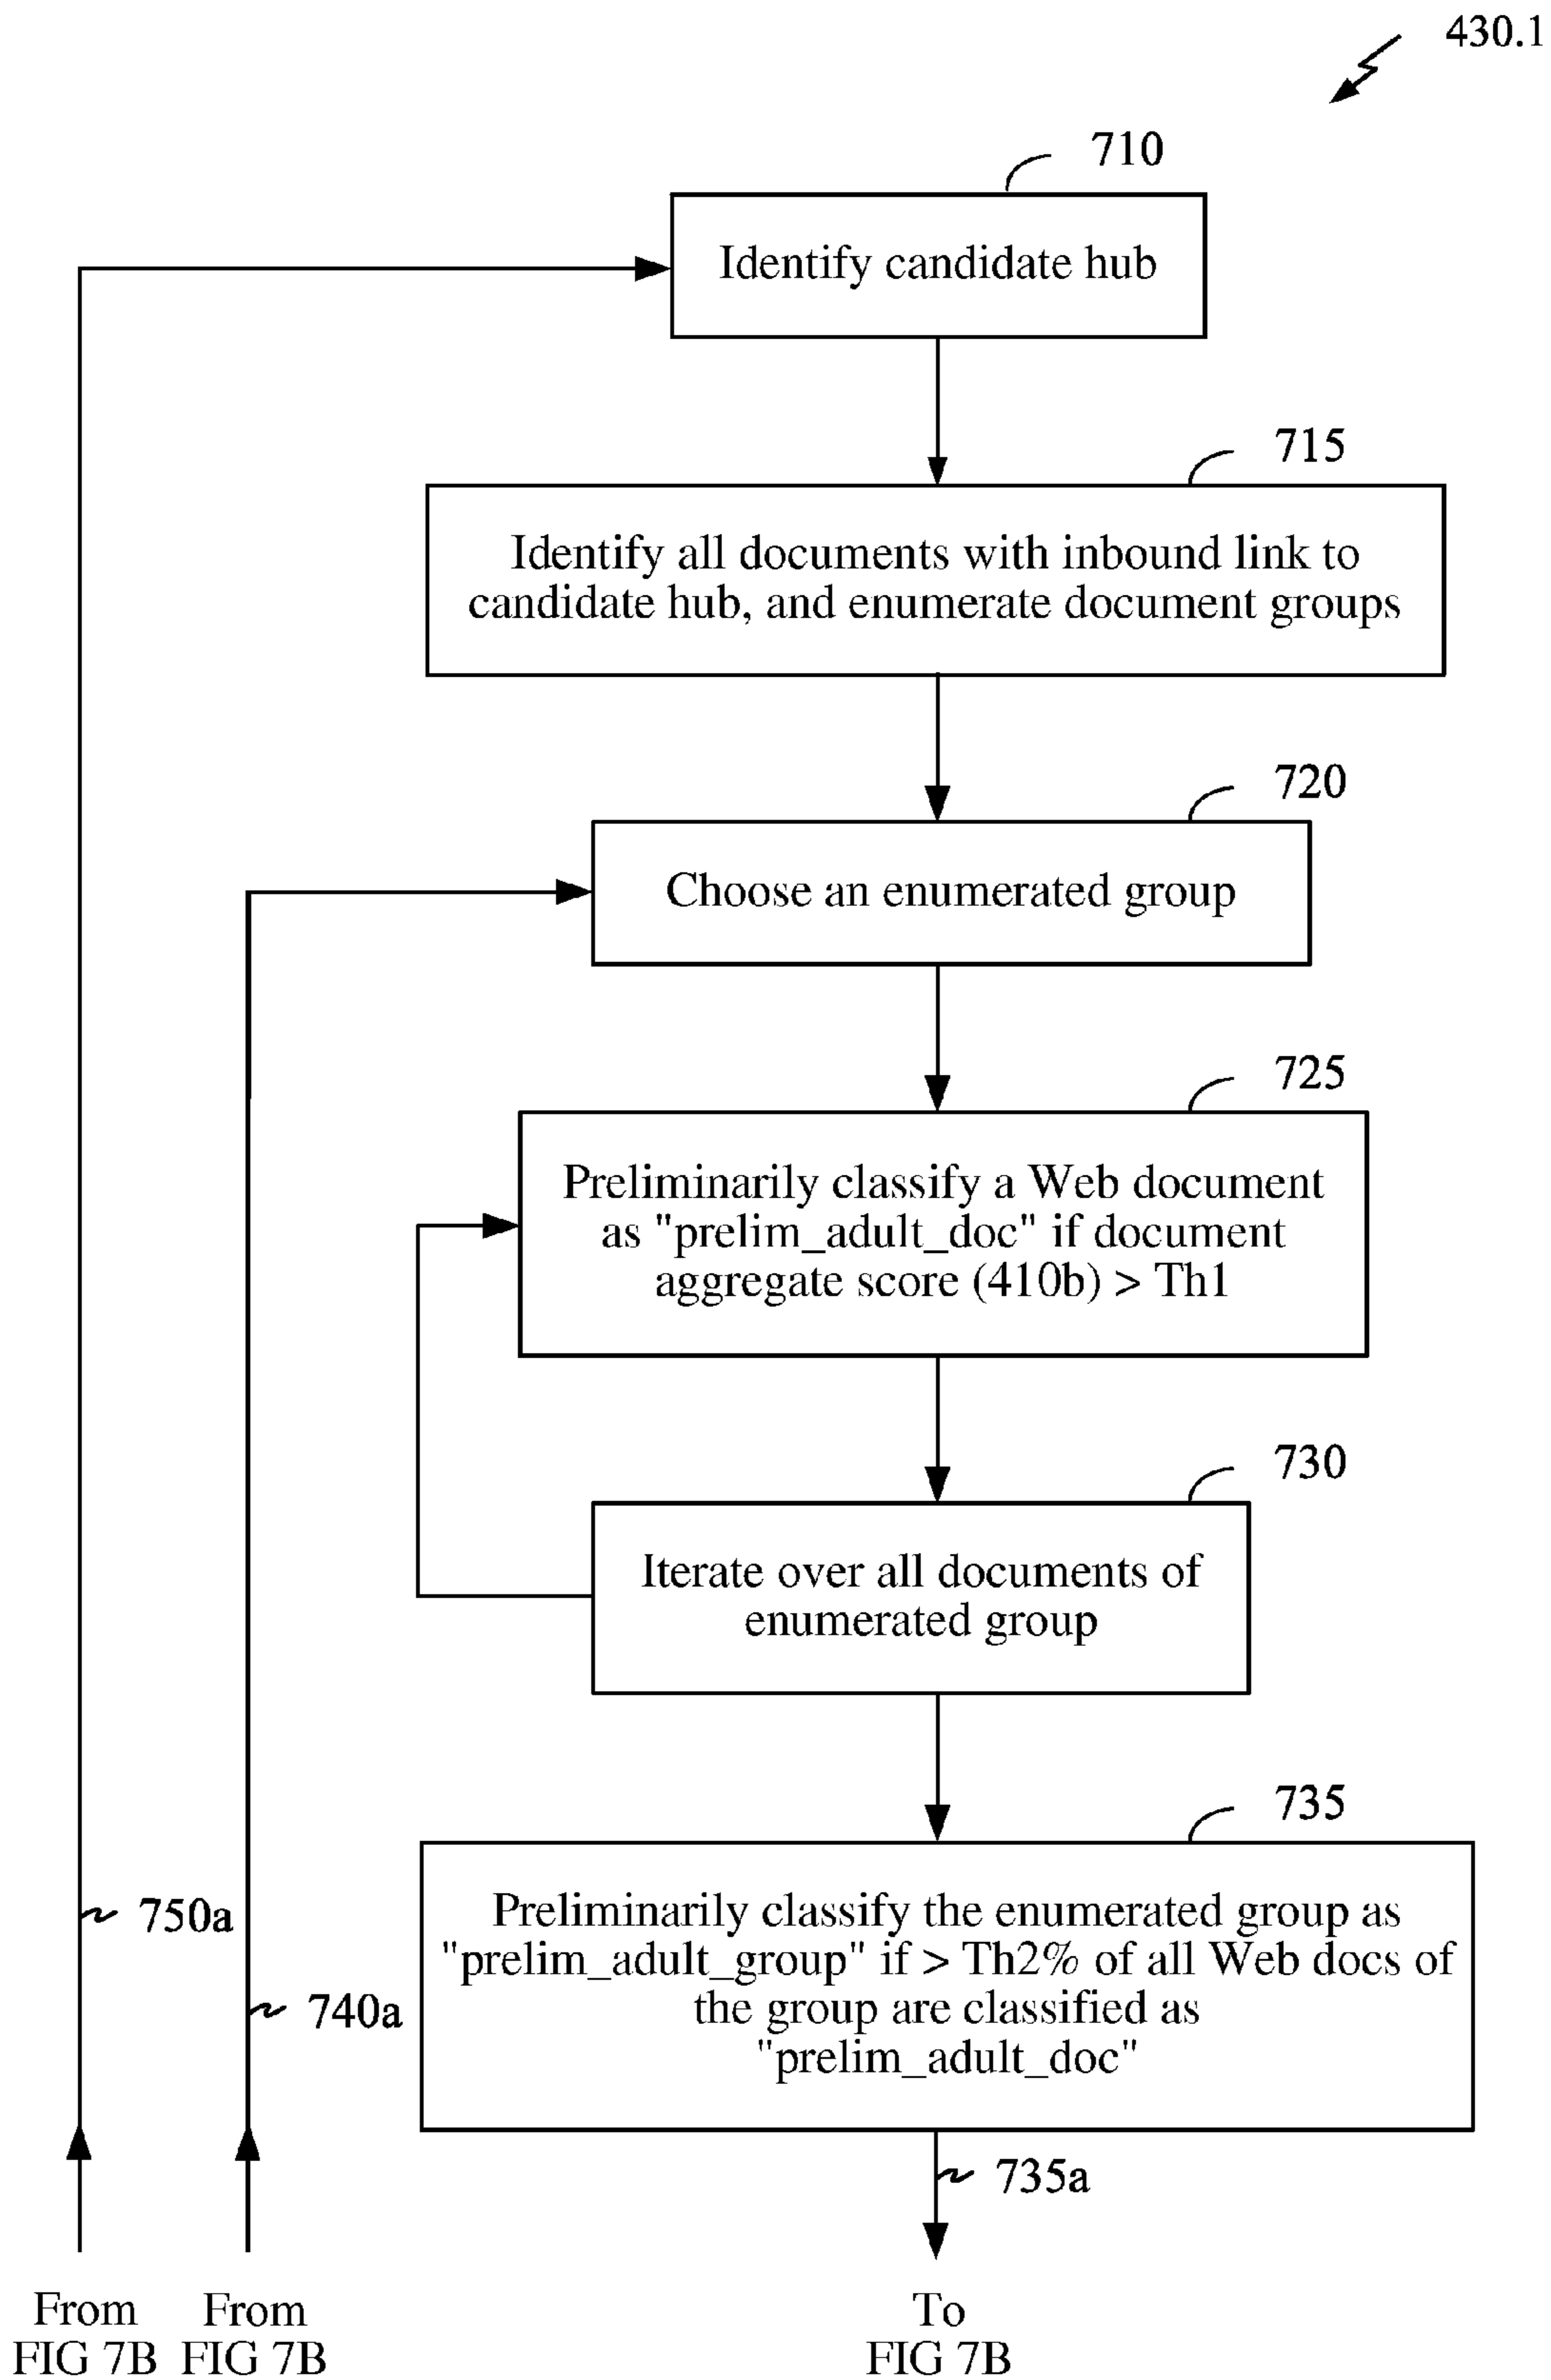 430.1
710
Identify candidate hub
715
Identify all documents with inbound link to
candidate hub, and enumerate document groups
720
Choose an enumerated group
725
Preliminarily classify a Web document
as "prelim_adult_doc" if document
aggregate score (410b) > Th1
730
Iterate over all documents of
enumerated group
735
Preliminarily classify the enumerated group as
"prelim_adult_group" if > Th2% of all Web docs of
the group are classified as
"prelim_adult_doc"
750a
740a
735a
From
FIG 7B
From
FIG 7B
To
FIG 7B